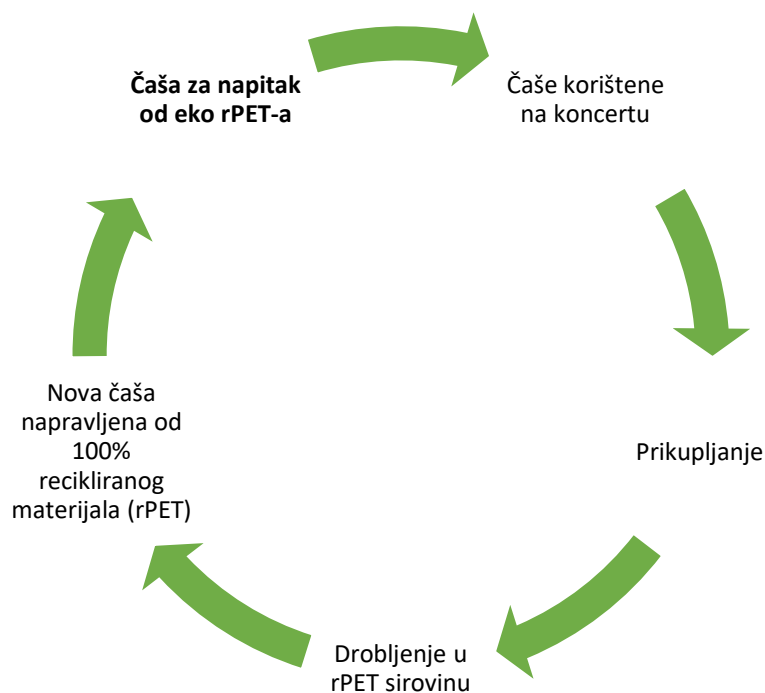 Čaša za napitak
od eko rPET-a
Čaše korištene
na koncertu
Prikupljanje
Drobljenje u
rPET sirovinu
Nova čaša
napravljena od
100%
recikliranog
materijala (rPET)